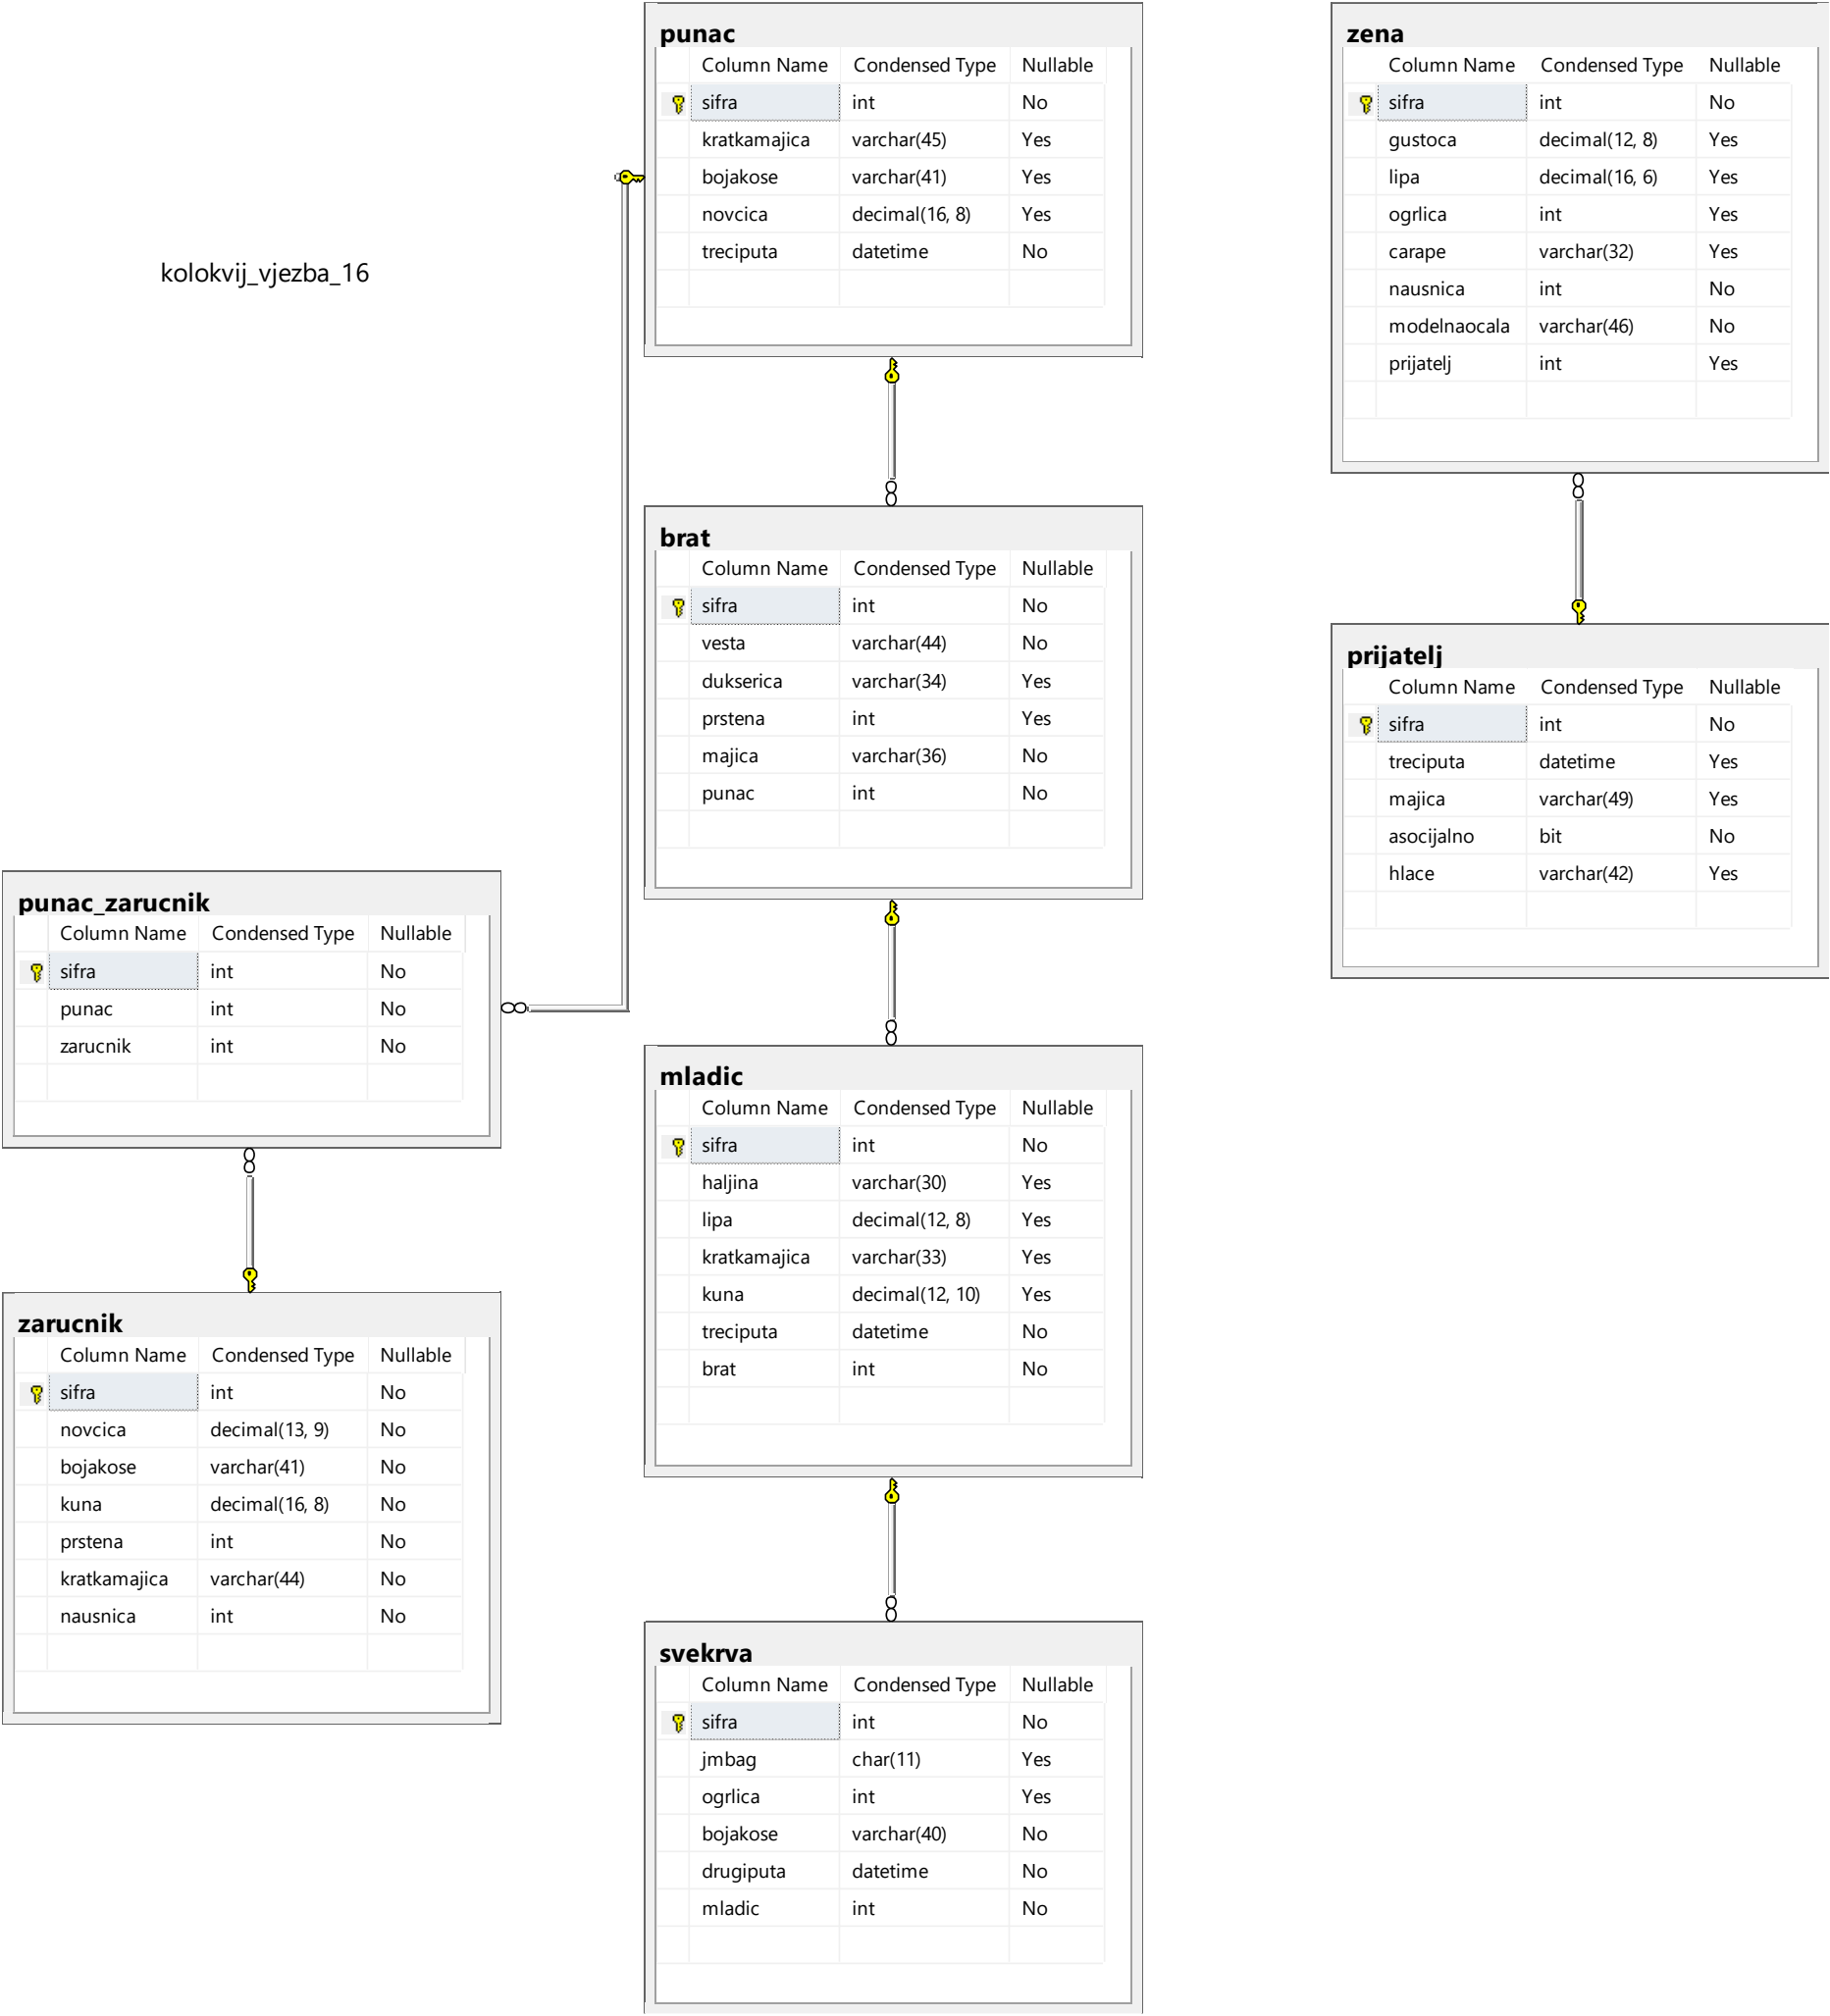 kolokvij_vjezba_16
punac
Column Name Condensed Type Nullable
sifra int No
kratkamajica varchar(45) Yes
bojakose varchar(41) Yes
novcica decimal(16, 8) Yes
treciputa datetime No
zena
Column Name Condensed Type Nullable
sifra int No
gustoca decimal(12, 8) Yes
lipa decimal(16, 6) Yes
ogrlica int Yes
carape varchar(32) Yes
nausnica int No
modelnaocala varchar(46) No
prijatelj int Yes
brat
Column Name Condensed Type Nullable
sifra int No
vesta varchar(44) No
dukserica varchar(34) Yes
prstena int Yes
majica varchar(36) No
punac int No
prijatelj
Column Name Condensed Type Nullable
sifra int No
treciputa datetime Yes
majica varchar(49) Yes
asocijalno bit No
hlace varchar(42) Yes
punac_zarucnik
Column Name Condensed Type Nullable
sifra int No
punac int No
zarucnik int No
mladic
Column Name Condensed Type Nullable
sifra int No
haljina varchar(30) Yes
lipa decimal(12, 8) Yes
kratkamajica varchar(33) Yes
kuna decimal(12, 10) Yes
treciputa datetime No
brat int No
zarucnik
Column Name Condensed Type Nullable
sifra int No
novcica decimal(13, 9) No
bojakose varchar(41) No
kuna decimal(16, 8) No
prstena int No
kratkamajica varchar(44) No
nausnica int No
svekrva
Column Name Condensed Type Nullable
sifra int No
jmbag char(11) Yes
ogrlica int Yes
bojakose varchar(40) No
drugiputa datetime No
mladic int No